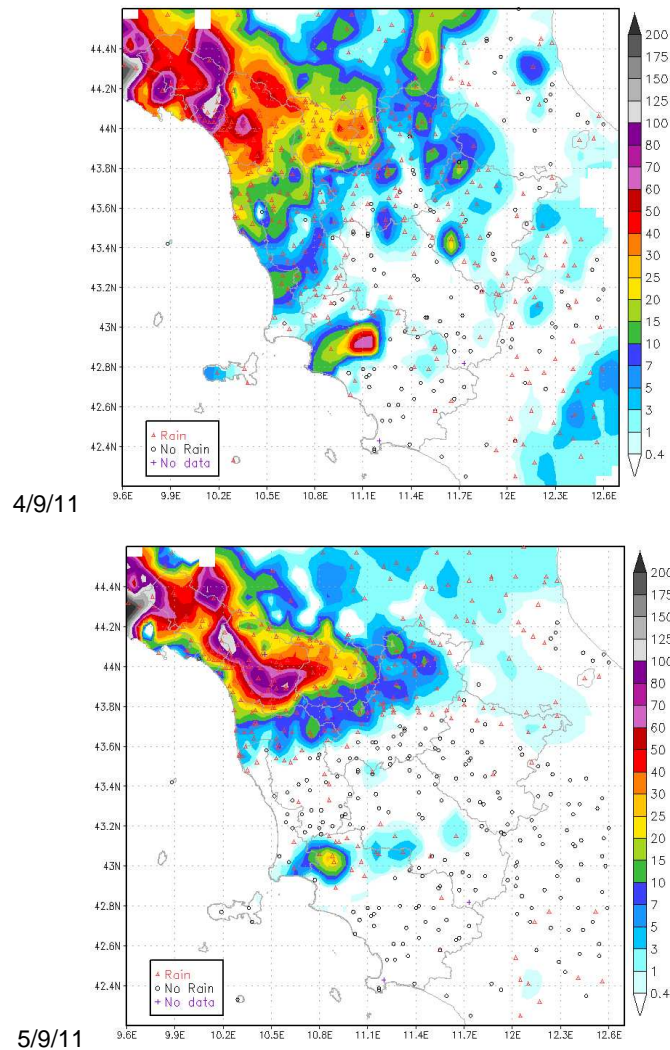 44.4N
44.2N
44N
43.8N
43.6N
43.4N
43.2N
43N
42.8N
42.6N
42.4N
Rain
No Rain
No data
9.6E 9.9E 10.2E 10.5E 10.8E 11.1E 11.4E 11.7E 12E 12.3E 12.6E
200
175
150
125
100
80
70
60
50
40
30
25
20
15
10
7
5
3
1
0.4
4/9/11
44.4N
44.2N
44N
43.8N
43.6N
43.4N
43.2N
43N
42.8N
42.6N
42.4N
Rain
No Rain
No data
9.6E 9.9E 10.2E 10.5E 10.8E 11.1E 11.4E 11.7E 12E 12.3E 12.6E
200
175
150
125
100
80
70
60
50
40
30
25
20
15
10
7
5
3
1
0.4
5/9/11